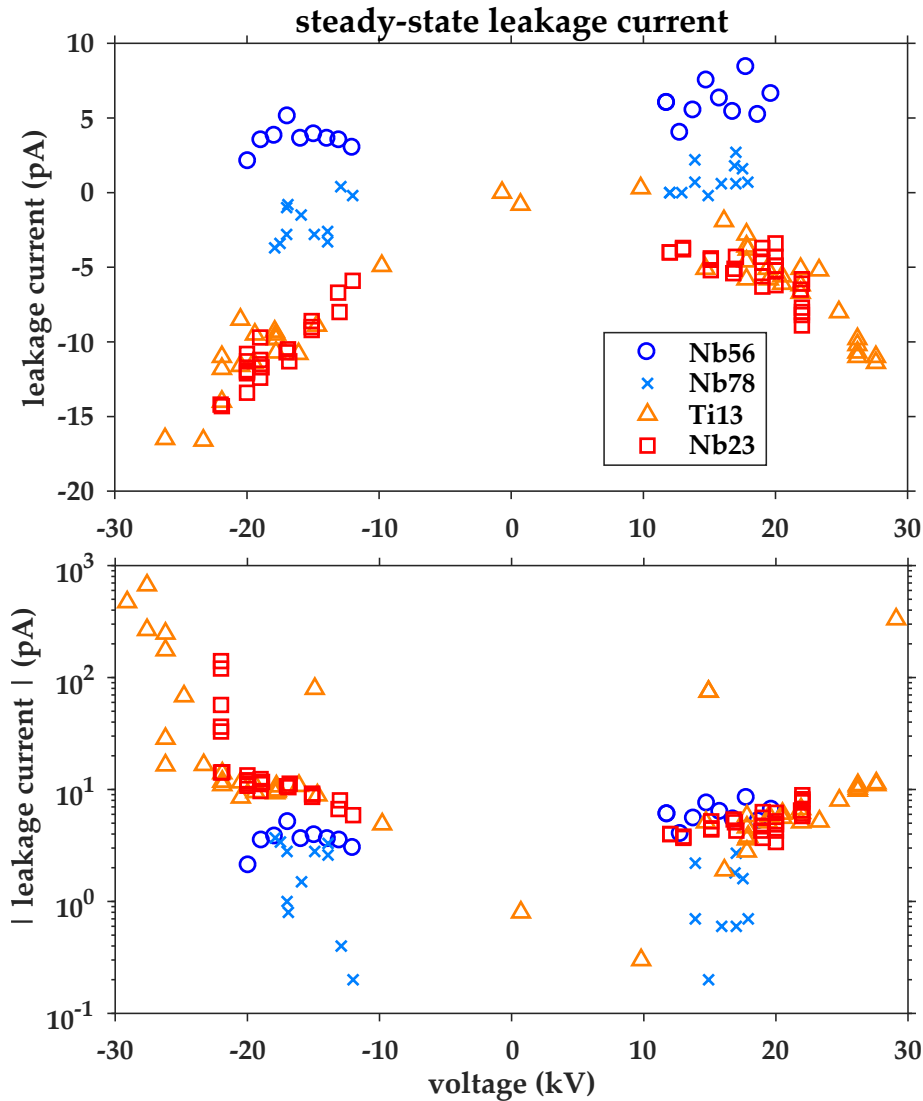 steady-state leakage current
10
5
0
-5
-10
-15
-20
leakage current (pA)
Nb56
Nb78
Ti13
Nb23
-30 -20 -10 0 10 20 30
10^3
10^2
10^1
10^0
10^-1
| leakage current | (pA)
-30 -20 -10 0 10 20 30
voltage (kV)